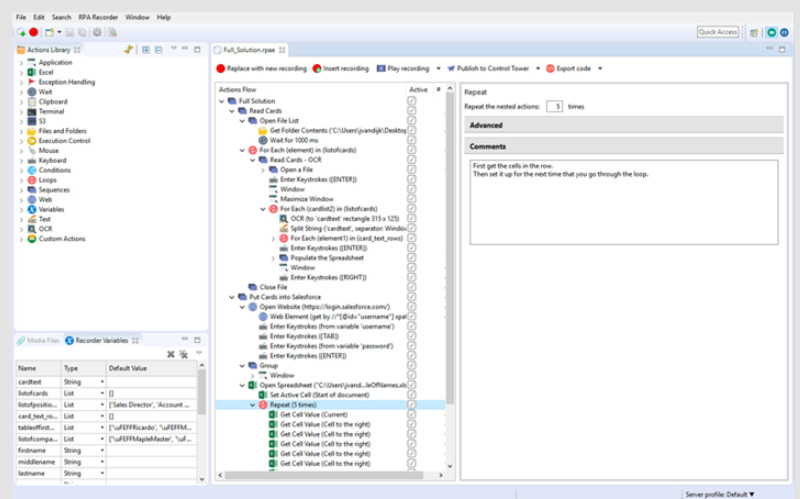 File Edit Search RPA Recorder Window Help
Quick Access
Actions Library
Application
Excel
Exception Handling
Wait
Clipboard
Terminal
S3
Files and Folders
Execution Control
Mouse
Keyboard
Conditions
Loops
Sequences
Web
Variables
Text
OCR
Custom Actions
Media Files Recorder Variables
Name Type Default Value
cardtext String
listofcards List []
listofpositio... List ['Sales Director', 'Account
card_text_ro... List []
tableoffirst... List ["\uFEFFRicardo', '\uFEFFM...
listofcompa... List ["\uFEFFMapleMaster', '\uF...
firstname String
middlename String
lastname String
Full_Solution.rpae
Replace with new recording Insert recording Play recording Publish to Control Tower Export code
Actions Flow Active #
Full Solution
Read Cards
Open File List
Get Folder Contents ('C:\Users\jvandijk\Desktop
Wait for 1000 ms
For Each (element) in (listofcards)
Read Cards - OCR
Open a File
Enter Keystrokes ([ENTER])
Window
Maximize Window
For Each (cardlist2) in (listofcards)
OCR (to 'cardtext' rectangle 315 x 125)
Split String ('cardtext', separator: Window
For Each (element1) in (card_text_rows)
Enter Keystrokes ([ENTER])
Populate the Spreadsheet
Window
Enter Keystrokes ([RIGHT])
Close File
Put Cards into Salesforce
Open Website (https://login.salesforce.com/)
Web Element (get by://*[@id="username"] xpat
Enter Keystrokes (from variable 'username')
Enter Keystrokes ([TAB])
Enter Keystrokes (from variable 'password')
Enter Keystrokes ([ENTER])
Group
Window
Open Spreadsheet ("C:\Users\jvand...leOfNames.xls
Set Active Cell (Start of document)
Repeat (5 times)
Get Cell Value (Current)
Get Cell Value (Cell to the right)
Get Cell Value (Cell to the right)
Get Cell Value (Cell to the right)
Get Cell Value (Cell to the right)
Repeat
Repeat the nested actions: 5 times
Advanced
Comments
First get the cells in the row.
Then set it up for the next time that you go through the loop.
Server profile: Default